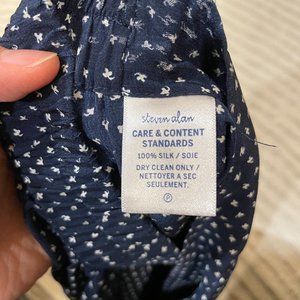 steven alan
CARE & CONTENT
STANDARDS
100% SILK / SOIE
DRY CLEAN ONLY /
NETTOYER A SEC
SEULEMENT.
P